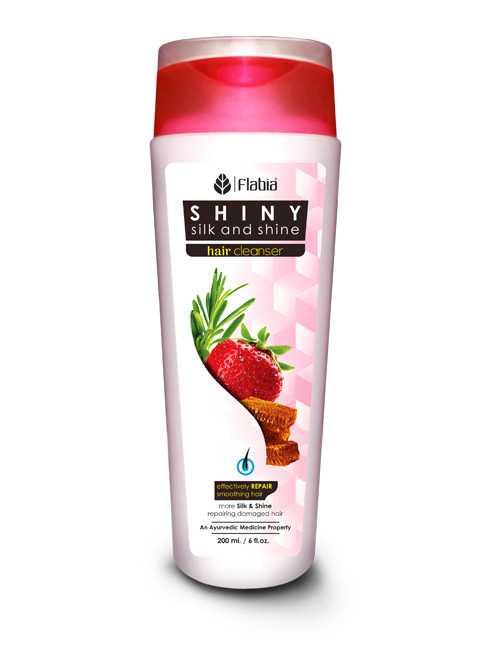 Flabia®
SHINY
silk and shine
hair cleanser
effectively REPAIR
smoothing hair
more Silk & Shine
repairing damaged hair
An Ayurvedic Medicine Property
200 ml. / 6 fl.oz.